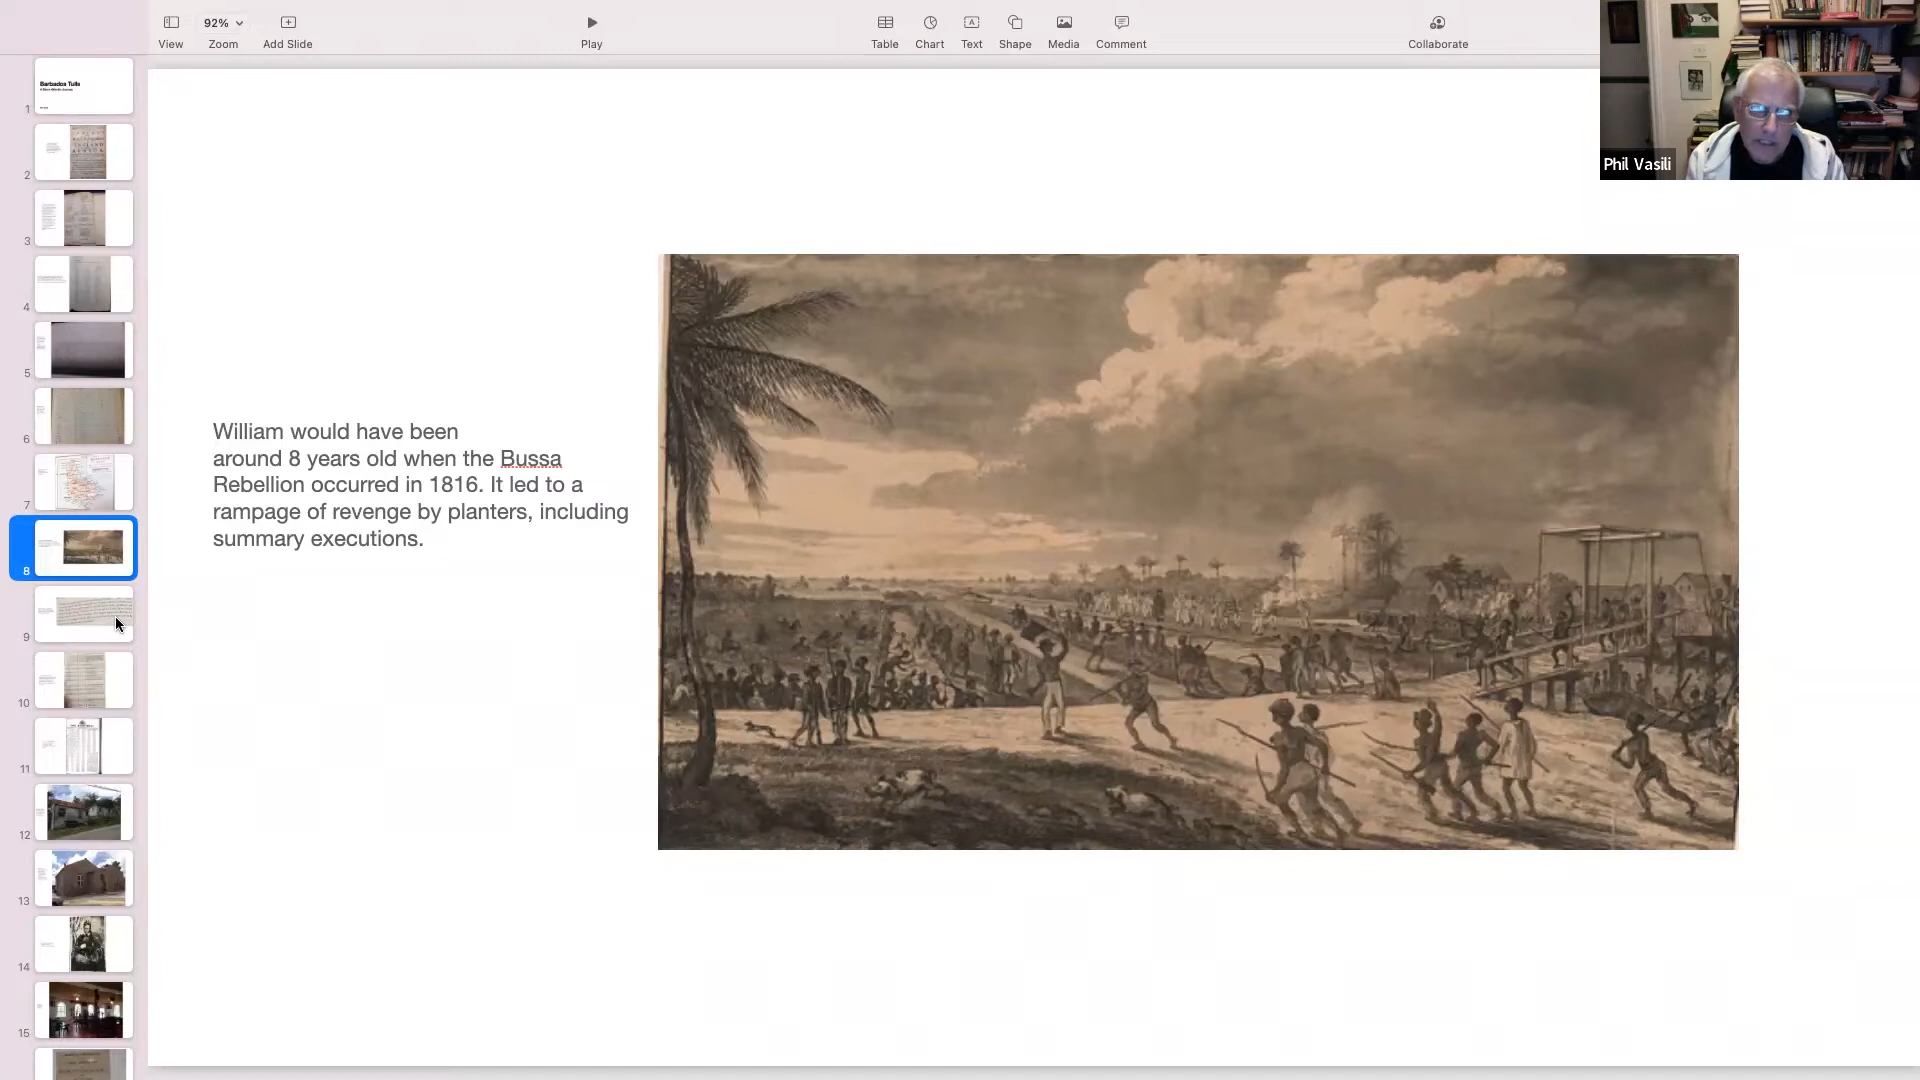 92%
View
Zoom
Add Slide
Play
Table
Chart
Text
Shape
Media
Comment
Collaborate
Phil Vasili
Barbados Tulls
1
2
3
4
5
6
7
8
9
10
11
12
13
14
15
William would have been
around 8 years old when the Bussa
Rebellion occurred in 1816. It led to a
rampage of revenge by planters, including
summary executions.